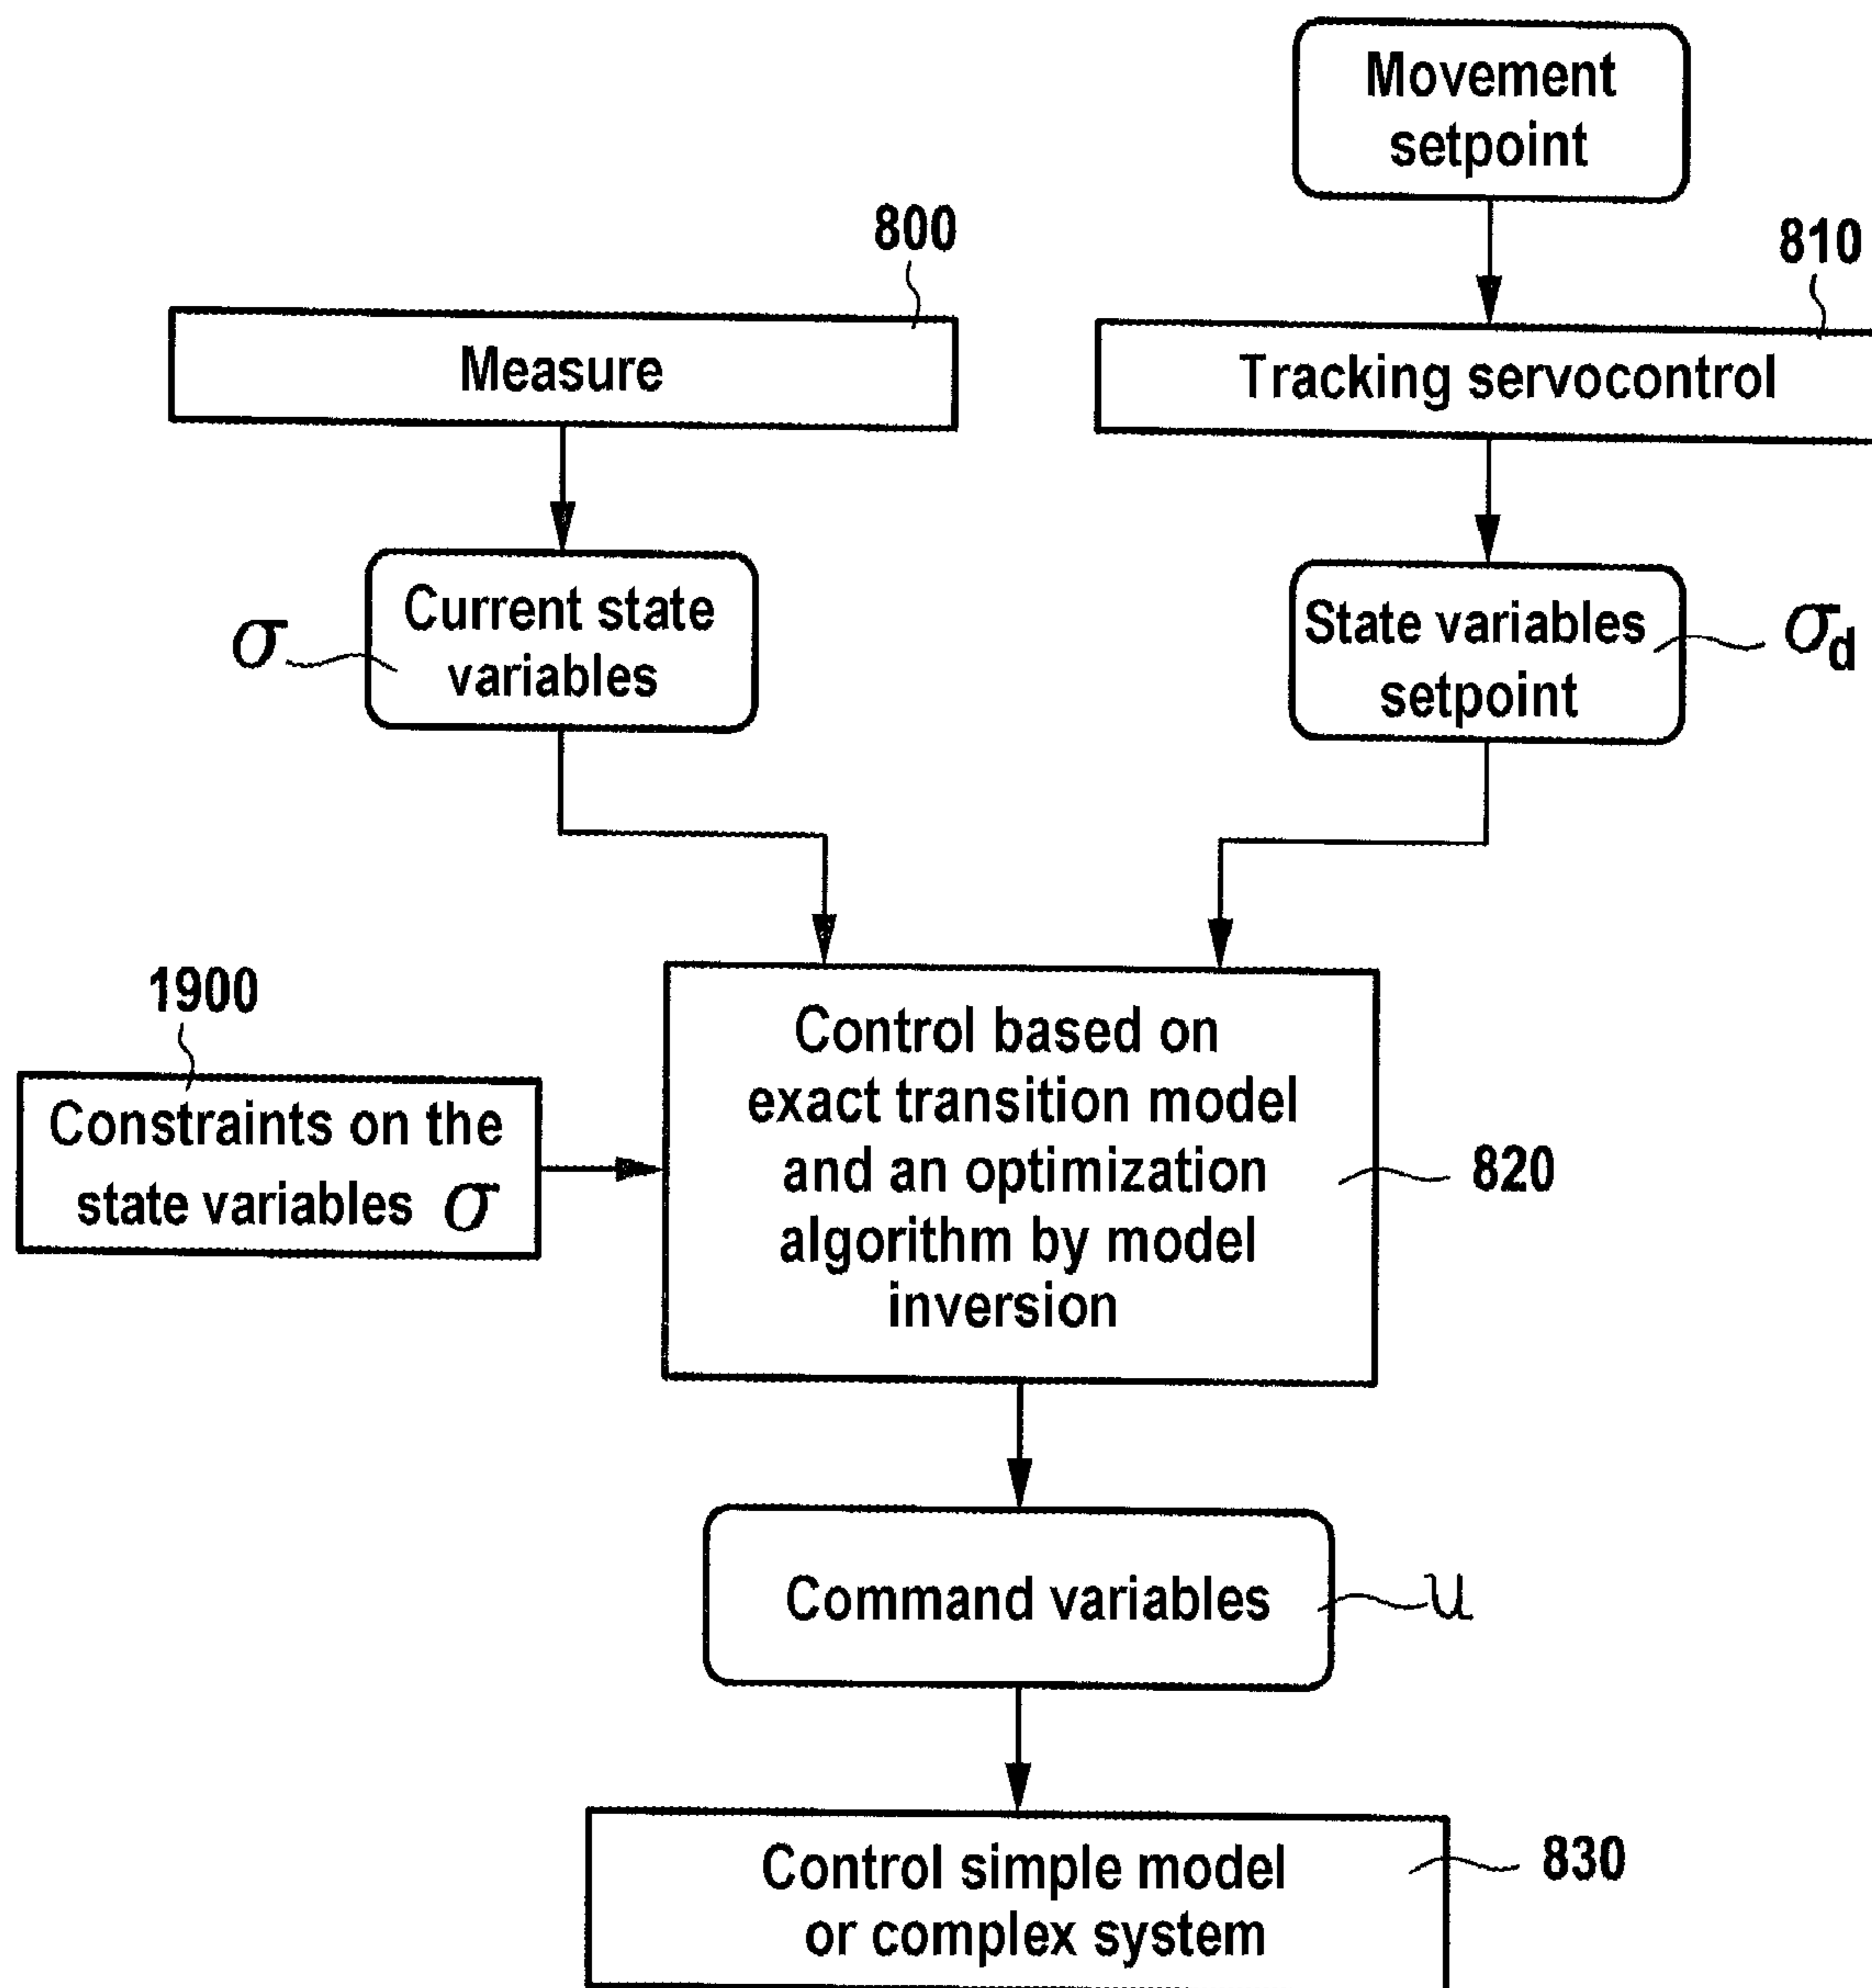 Movement
setpoint
800
810
Measure
Tracking servocontrol
σ
Current state
variables
State variables
setpoint
σd
1900
Constraints on the
state variables σ
Control based on
exact transition model
and an optimization
algorithm by model
inversion
820
Command variables
u
Control simple model
or complex system
830